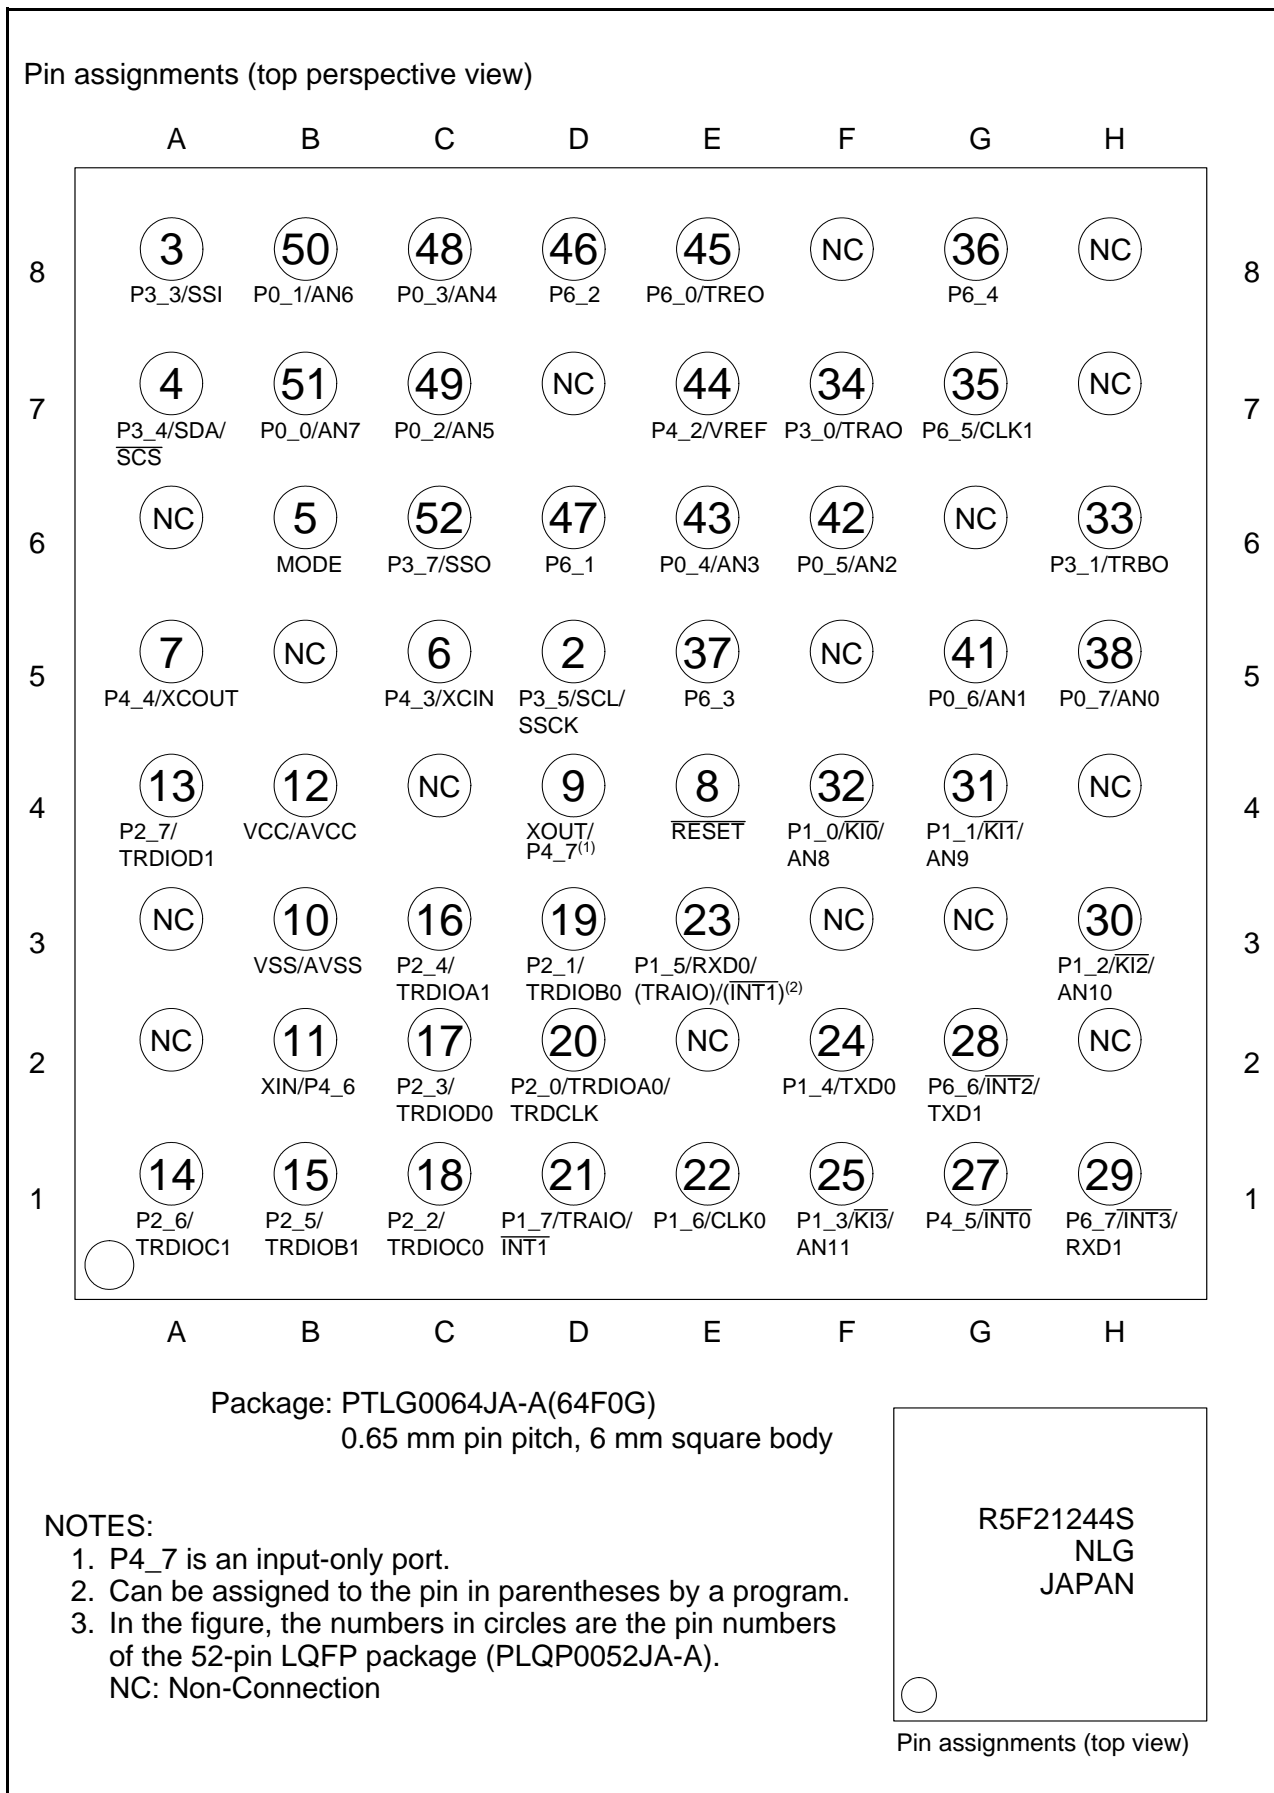 Pin assignments (top perspective view)
A B C D E F G H
3 50 48 46 45 NC 36 NC
8 8
P3_3/SSI P0_1/AN6 P0_3/AN4 P6_2 P6_0/TREO P6_4
4 51 49 NC 44 34 35 NC
7 7
P3_4/SDA/ P0_0/AN7 P0_2/AN5 P4_2/VREF P3_0/TRAO P6_5/CLK1
SCS
NC 5 52 47 43 42 NC 33
6 6
MODE P3_7/SSO P6_1 P0_4/AN3 P0_5/AN2 P3_1/TRBO
7 NC 6 2 37 NC 41 38
5 5
P4_4/XCOUT P4_3/XCIN P3_5/SCL/ P6_3 P0_6/AN1 P0_7/AN0
SSCK
13 12 NC 9 8 32 31 NC
4 4
P2_7/ VCC/AVCC XOUT/ RESET P1_0/KI0/ P1_1/KI1/
TRDIOD1 P4_7(1) AN8 AN9
NC 10 16 19 23 NC NC 30
3 3
VSS/AVSS P2_4/ P2_1/ P1_5/RXD0/ P1_2/KI2/
TRDIOA1 TRDIOB0 (TRAIO)/(INT1)(2) AN10
NC 11 17 20 NC 24 28 NC
2 2
XIN/P4_6 P2_3/ P2_0/TRDIOA0/ P1_4/TXD0 P6_6/INT2/
TRDIOD0 TRDCLK TXD1
14 15 18 21 22 25 27 29
1 1
P2_6/ P2_5/ P2_2/ P1_7/TRAIO/ P1_6/CLK0 P1_3/KI3/ P4_5/INT0 P6_7/INT3/
TRDIOC1 TRDIOB1 TRDIOC0 INT1 AN11 RXD1
A B C D E F G H
Package: PTLG0064JA-A(64F0G)
0.65 mm pin pitch, 6 mm square body
NOTES:
1. P4_7 is an input-only port.
2. Can be assigned to the pin in parentheses by a program.
3. In the figure, the numbers in circles are the pin numbers
of the 52-pin LQFP package (PLQP0052JA-A).
NC: Non-Connection
R5F21244S
NLG
JAPAN
Pin assignments (top view)